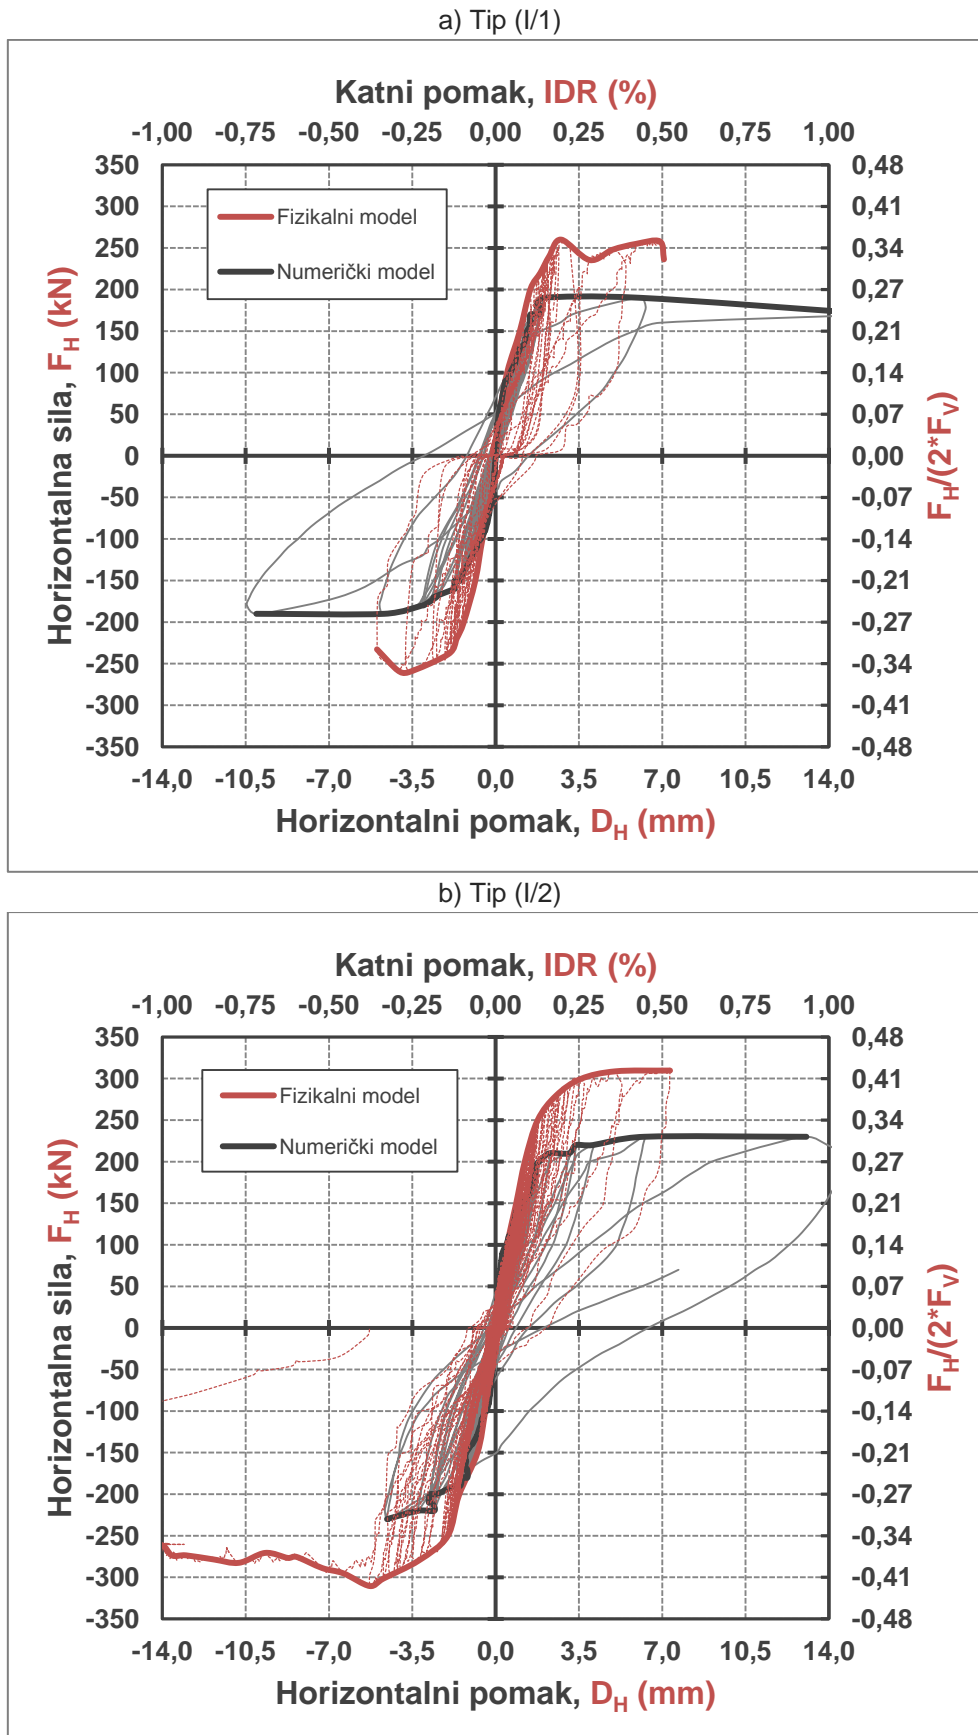 a) Tip (I/1)
Katni pomak, IDR (%)
-1,00 -0,75 -0,50 -0,25 0,00 0,25 0,50 0,75 1,00
350 0,48
300 Fizikalni model 0,41
250 Numerički model 0,34
200 0,27
150 0,21
100 0,14
50 0,07
0 0,00
-50 -0,07
-100 -0,14
-150 -0,21
-200 -0,27
-250 -0,34
-300 -0,41
-350 -0,48
Horizontalna sila, F_H (kN)
F_H/(2*F_V)
-14,0 -10,5 -7,0 -3,5 0,0 3,5 7,0 10,5 14,0
Horizontalni pomak, D_H (mm)
b) Tip (I/2)
Katni pomak, IDR (%)
-1,00 -0,75 -0,50 -0,25 0,00 0,25 0,50 0,75 1,00
350 0,48
300 Fizikalni model 0,41
250 0,34
Numerički model
200 0,27
150 0,21
100 0,14
50 0,07
0 0,00
-50 -0,07
-100 -0,14
-150 -0,21
-200 -0,27
-250 -0,34
-300 -0,41
-350 -0,48
Horizontalna sila, F_H (kN)
F_H/(2*F_V)
-14,0 -10,5 -7,0 -3,5 0,0 3,5 7,0 10,5 14,0
Horizontalni pomak, D_H (mm)